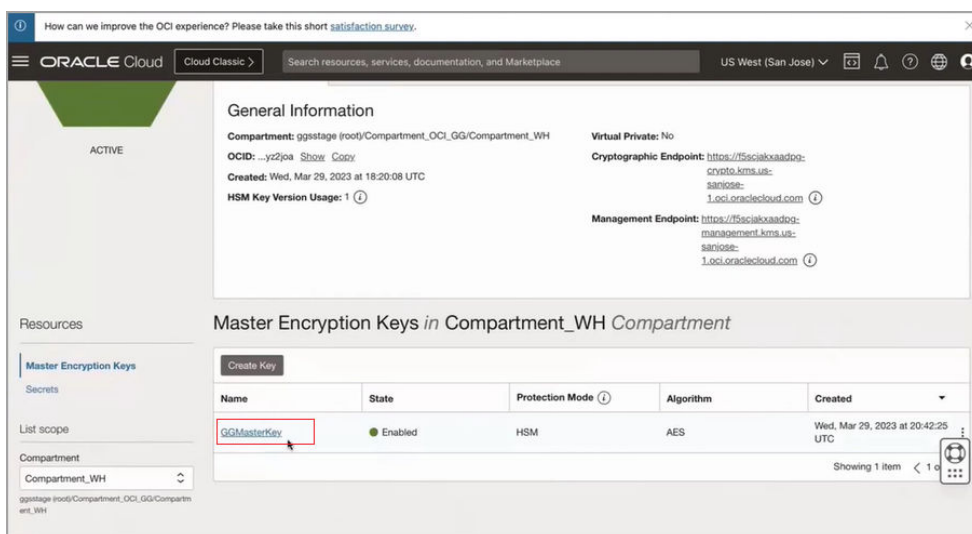 How can we improve the OCI experience? Please take this short satisfaction survey.
ORACLE Cloud
Cloud Classic >
Search resources, services, documentation, and Marketplace
US West (San Jose)
ACTIVE
General Information
Compartment: ggsstage (root)/Compartment_OCI_GG/Compartment_WH
OCID: ...yz2joa Show Copy
Created: Wed, Mar 29, 2023 at 18:20:08 UTC
HSM Key Version Usage: 1
Virtual Private: No
Cryptographic Endpoint: https://f5scjakxaadpg-
crypto.kms.us-
sanjose-
1.oci.oraclecloud.com
Management Endpoint: https://f5scjakxaadpg-
management.kms.us-
sanjose-
1.oci.oraclecloud.com
Resources
Master Encryption Keys
Secrets
List scope
Compartment
Compartment_WH
ggsstage (root)/Compartment_OCI_GG/Compartm
ent_WH
Master Encryption Keys in Compartment_WH Compartment
Create Key
Name State Protection Mode Algorithm Created
GGMasterKey Enabled HSM AES Wed, Mar 29, 2023 at 20:42:25
UTC
Showing 1 item < 1